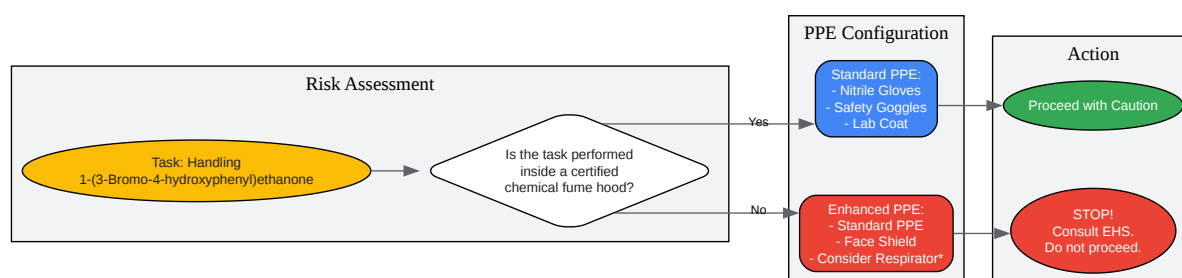 Risk Assessment
Task: Handling
1-(3-Bromo-4-hydroxyphenyl)ethanone
Is the task performed
inside a certified
chemical fume hood?
Yes
No
PPE Configuration
Standard PPE:
- Nitrile Gloves
- Safety Goggles
- Lab Coat
Enhanced PPE:
- Standard PPE
- Face Shield
- Consider Respirator*
Action
Proceed with Caution
STOP!
Consult EHS.
Do not proceed.